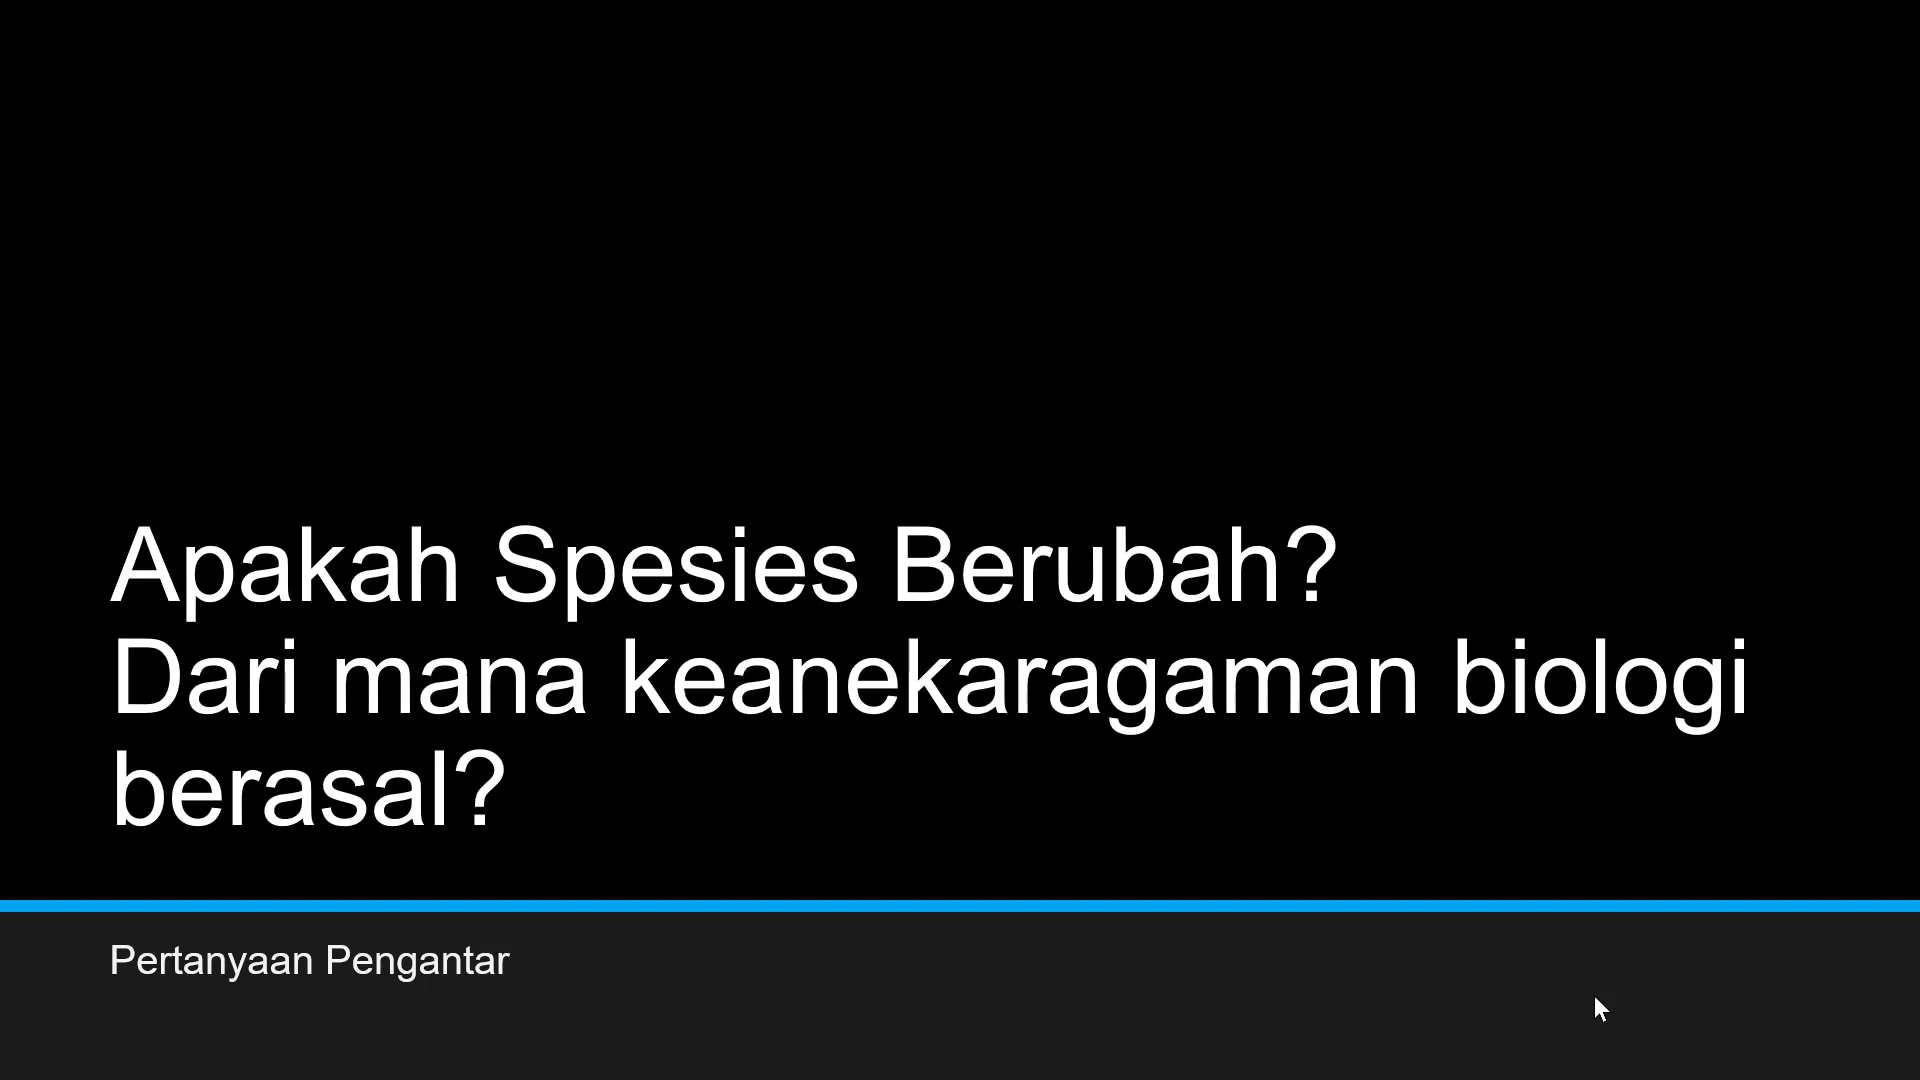 Apakah Spesies Berubah?
Dari mana keanekaragaman biologi
berasal?
Pertanyaan Pengantar